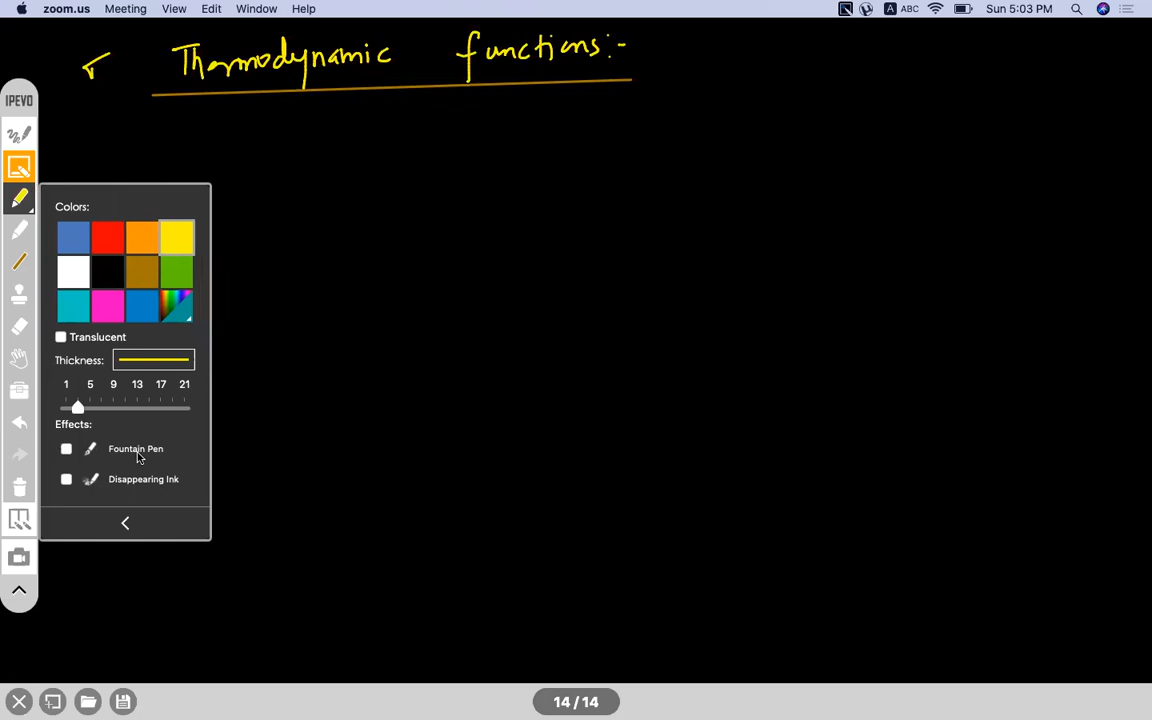 zoom.us Meeting View Edit Window Help A ABC Sun 5:03 PM
Thermodynamic functions:-
IPEVO
Colors:
Translucent
Thickness:
1 5 9 13 17 21
Effects:
Fountain Pen
Disappearing Ink
14 / 14